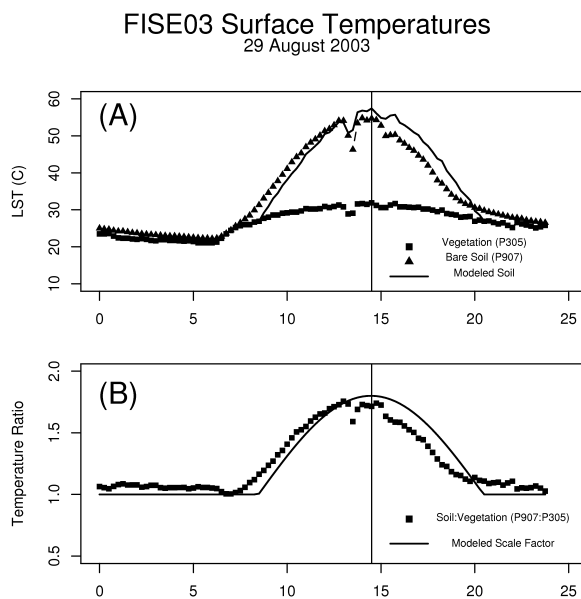 FISE03 Surface Temperatures
29 August 2003
(A)
LST (C)
60
50
40
30
20
10
Vegetation (P305)
Bare Soil (P907)
Modeled Soil
0 5 10 15 20 25
(B)
Temperature Ratio
2.0
1.5
1.0
0.5
Soil:Vegetation (P907:P305)
Modeled Scale Factor
0 5 10 15 20 25